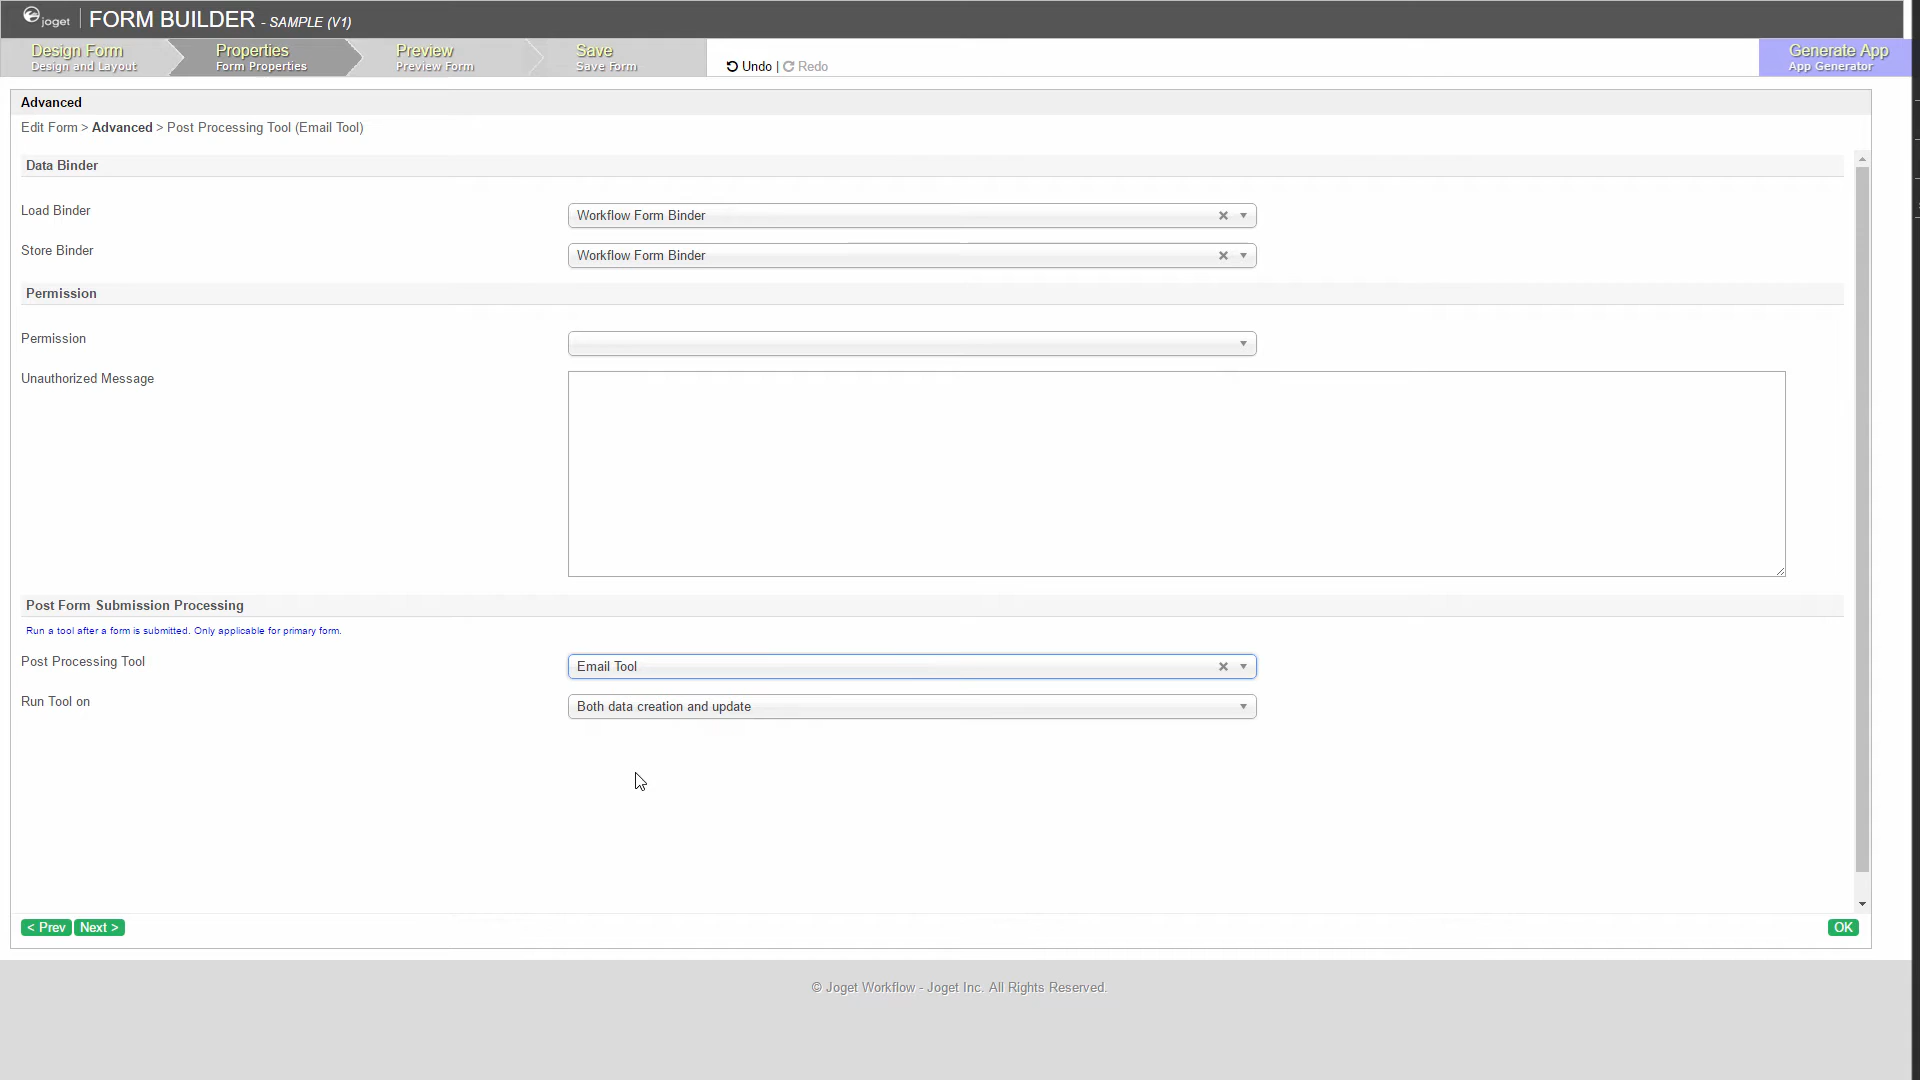 joget FORM BUILDER - SAMPLE (V1)
Design Form
Design and Layout
Properties
Form Properties
Preview
Preview Form
Save
Save Form
Undo | Redo
Generate App
App Generator
Advanced
Edit Form > Advanced > Post Processing Tool (Email Tool)
Data Binder
Load Binder
Workflow Form Binder
Store Binder
Workflow Form Binder
Permission
Permission
Unauthorized Message
Post Form Submission Processing
Run a tool after a form is submitted. Only applicable for primary form.
Post Processing Tool
Email Tool
Run Tool on
Both data creation and update
< Prev Next >
OK
© Joget Workflow - Joget Inc. All Rights Reserved.